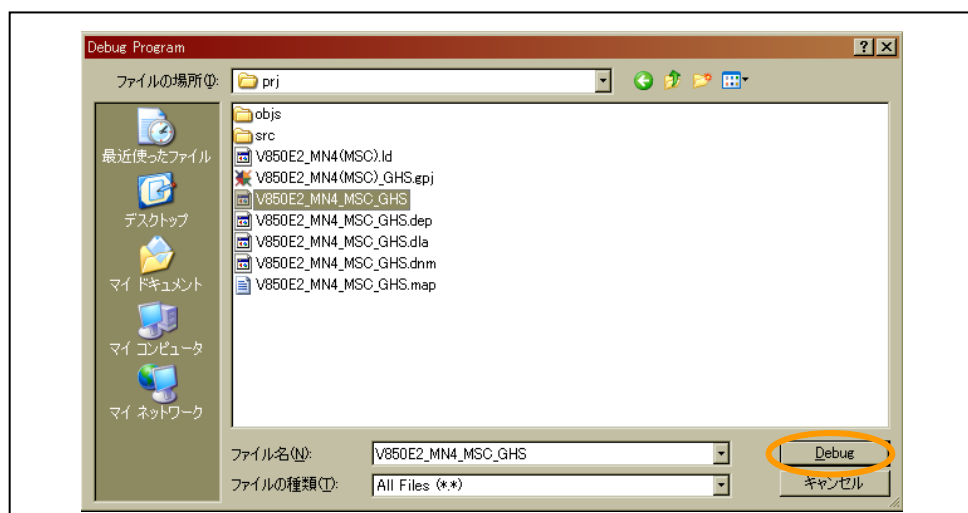 Debug Program
ファイルの場所(I):
prj
最近使ったファイル
デスクトップ
マイ ドキュメント
マイ コンピュータ
マイ ネットワーク
objs
src
V850E2_MN4(MSC).ld
V850E2_MN4(MSC)_GHS.gpj
V850E2_MN4_MSC_GHS
V850E2_MN4_MSC_GHS.dep
V850E2_MN4_MSC_GHS.dla
V850E2_MN4_MSC_GHS.dnm
V850E2_MN4_MSC_GHS.map
ファイル名(N):
V850E2_MN4_MSC_GHS
Debug
ファイルの種類(T):
All Files (*.*)
キャンセル